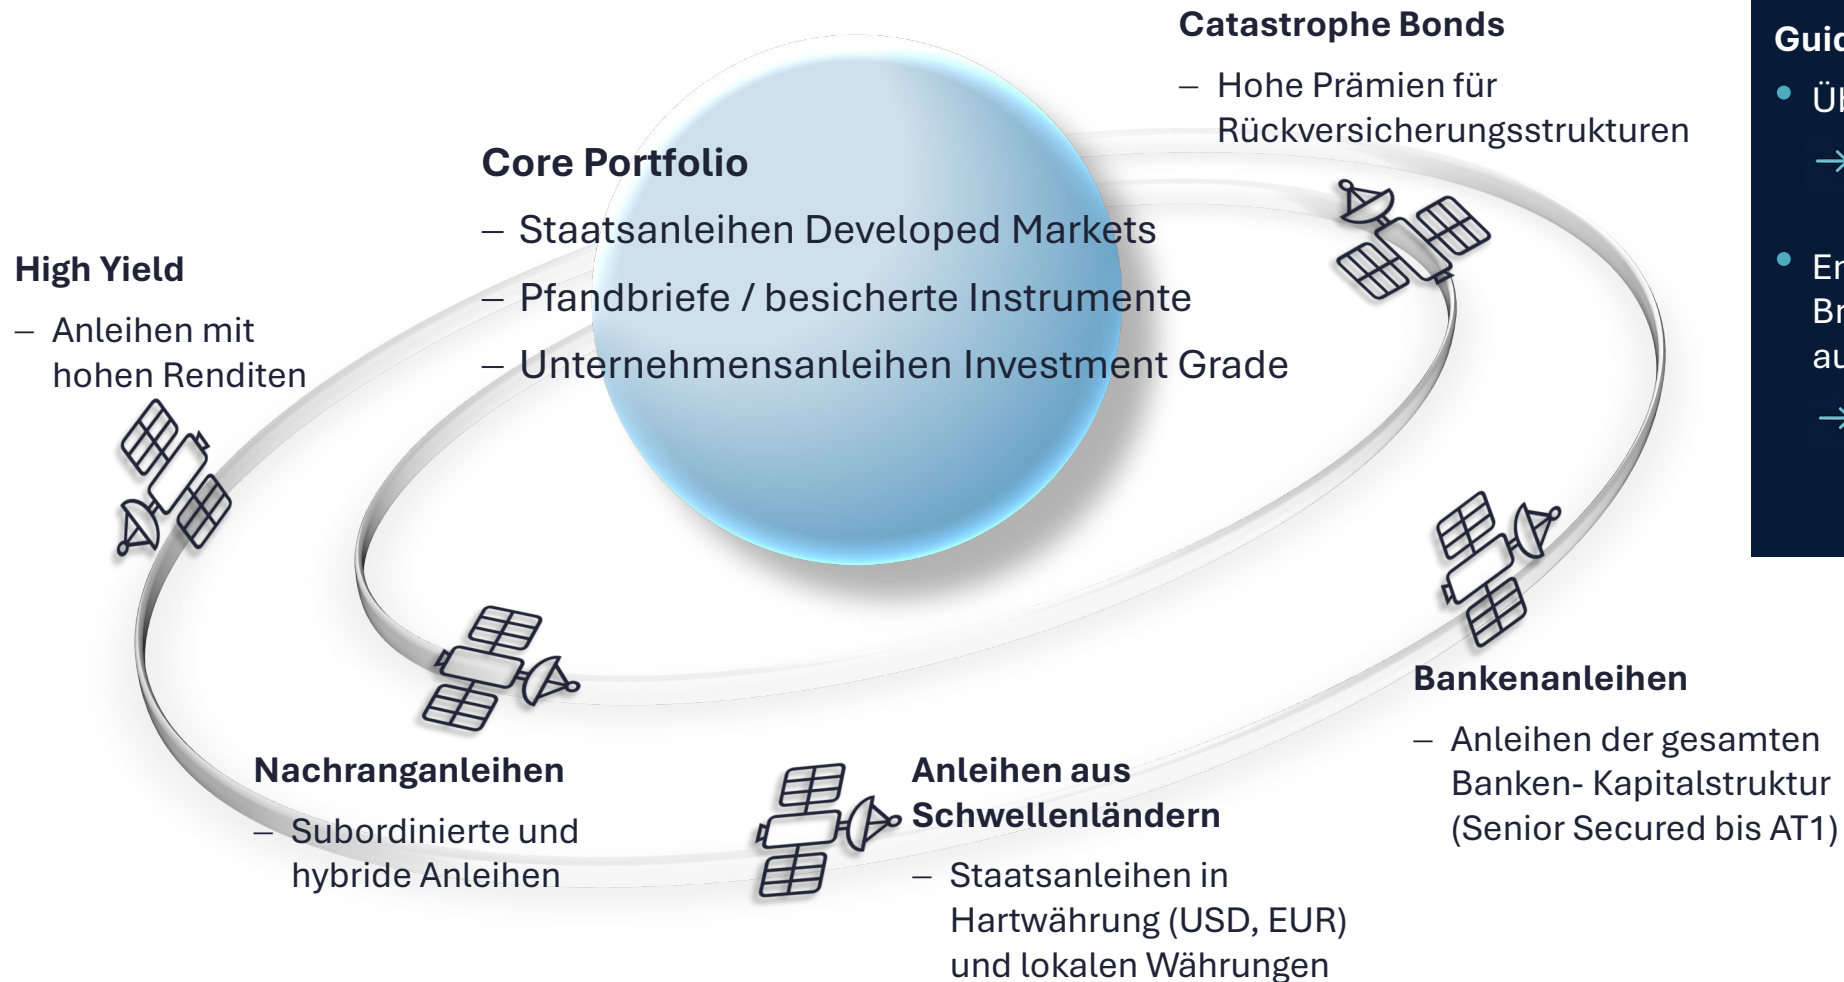 Catastrophe Bonds
– Hohe Prämien für
Rückversicherungsstrukturen
Core Portfolio
– Staatsanleihen Developed Markets
– Pfandbriefe / besicherte Instrumente
– Unternehmensanleihen Investment Grade
High Yield
– Anleihen mit
hohen Renditen
Nachranganleihen
– Subordinierte und
hybride Anleihen
Anleihen aus
Schwellenländern
– Staatsanleihen in
Hartwährung (USD, EUR)
und lokalen Währungen
Bankenanleihen
– Anleihen der gesamten
Banken- Kapitalstruktur
(Senior Secured bis AT1)